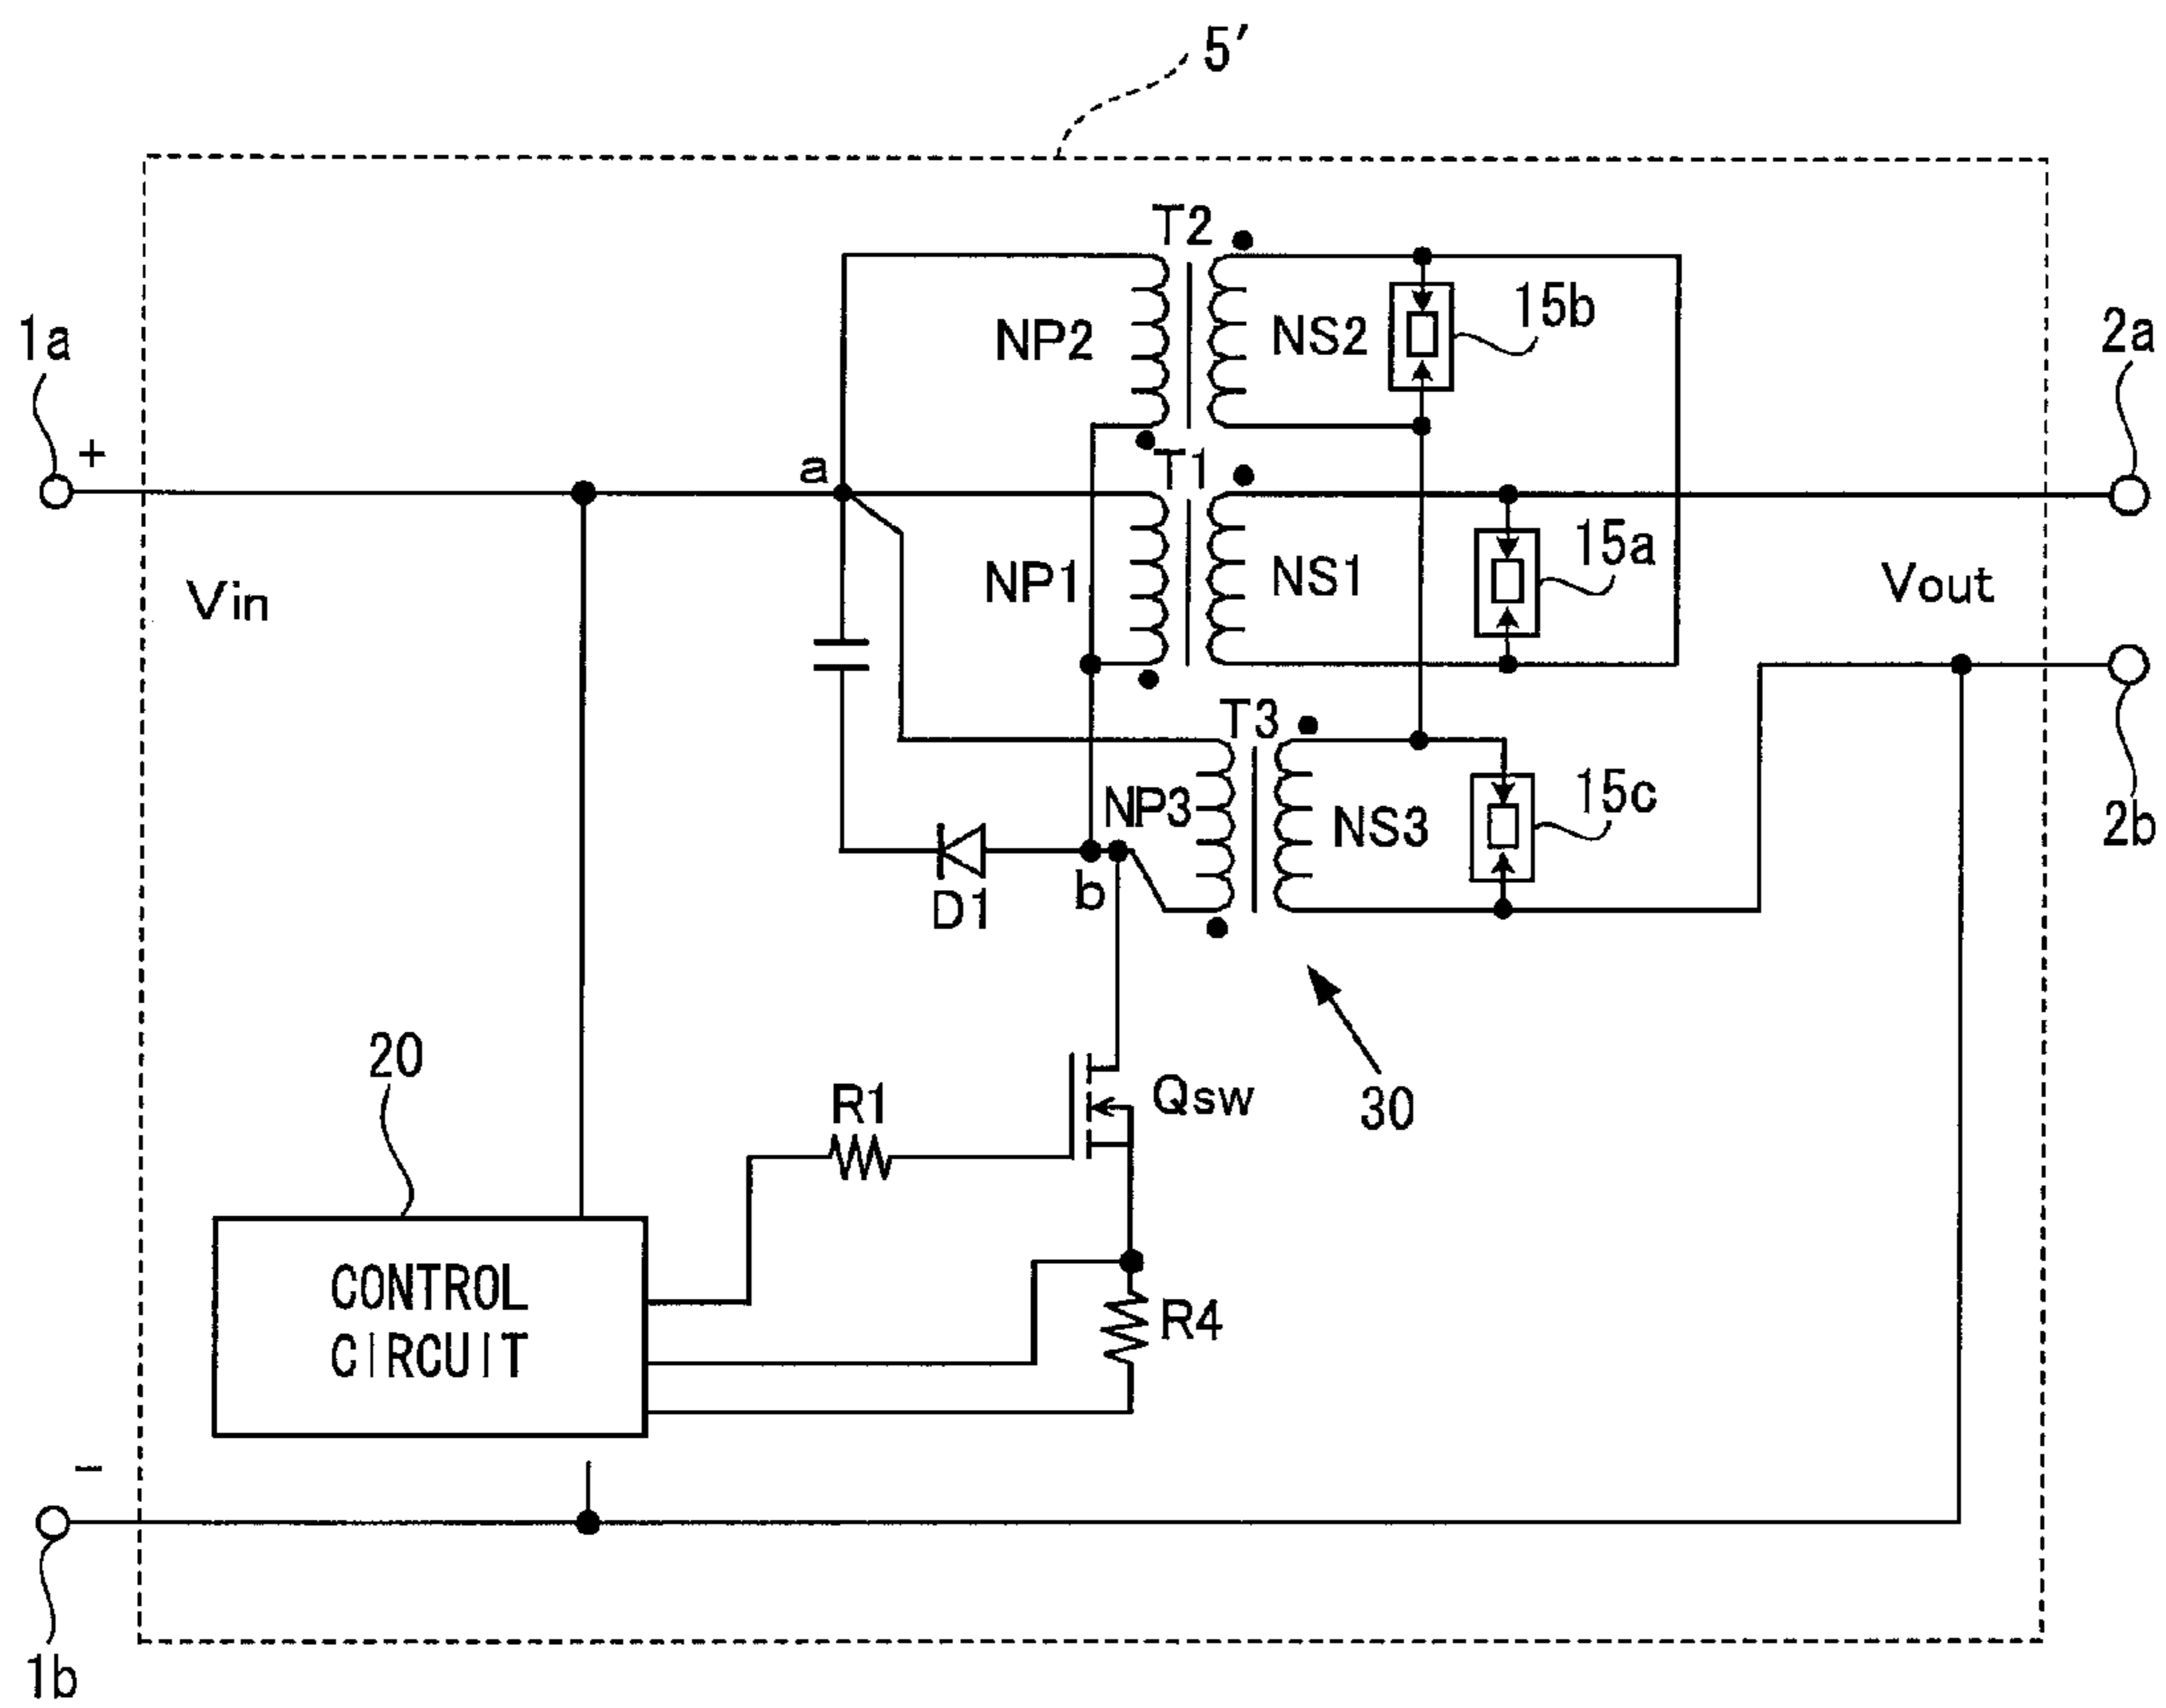 5'
T2
1a
+
NP2
NS2
15b
2a
a
T1
Vin
NP1
NS1
15a
Vout
T3
NP3
NS3
15c
2b
D1
b
20
R1
Qsw
30
CONTROL
CIRCUIT
R4
-
1b